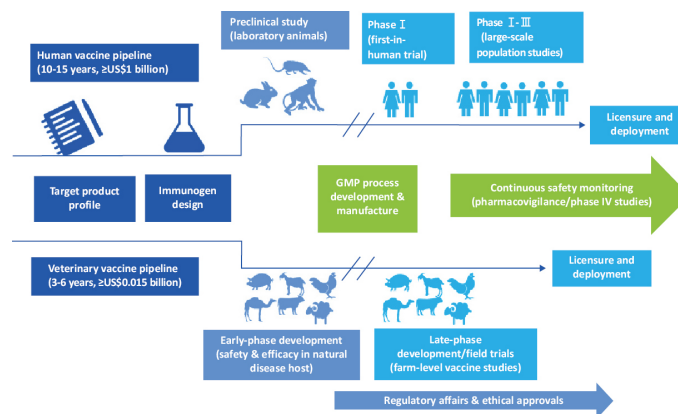 Preclinical study
(laboratory animals)
Phase I
(first-in-
human trial)
Phase I-III
(large-scale
population studies)
Human vaccine pipeline
(10-15 years, ≥US$1 billion)
Licensure and
deployment
Target product
profile
Immunogen
design
GMP process
development &
manufacture
Continuous safety monitoring
(pharmacovigilance/phase IV studies)
Veterinary vaccine pipeline
(3-6 years, ≥US$0.015 billion)
Licensure and
deployment
Early-phase development
(safety & efficacy in natural
disease host)
Late-phase
development/field trials
(farm-level vaccine studies)
Regulatory affairs & ethical approvals